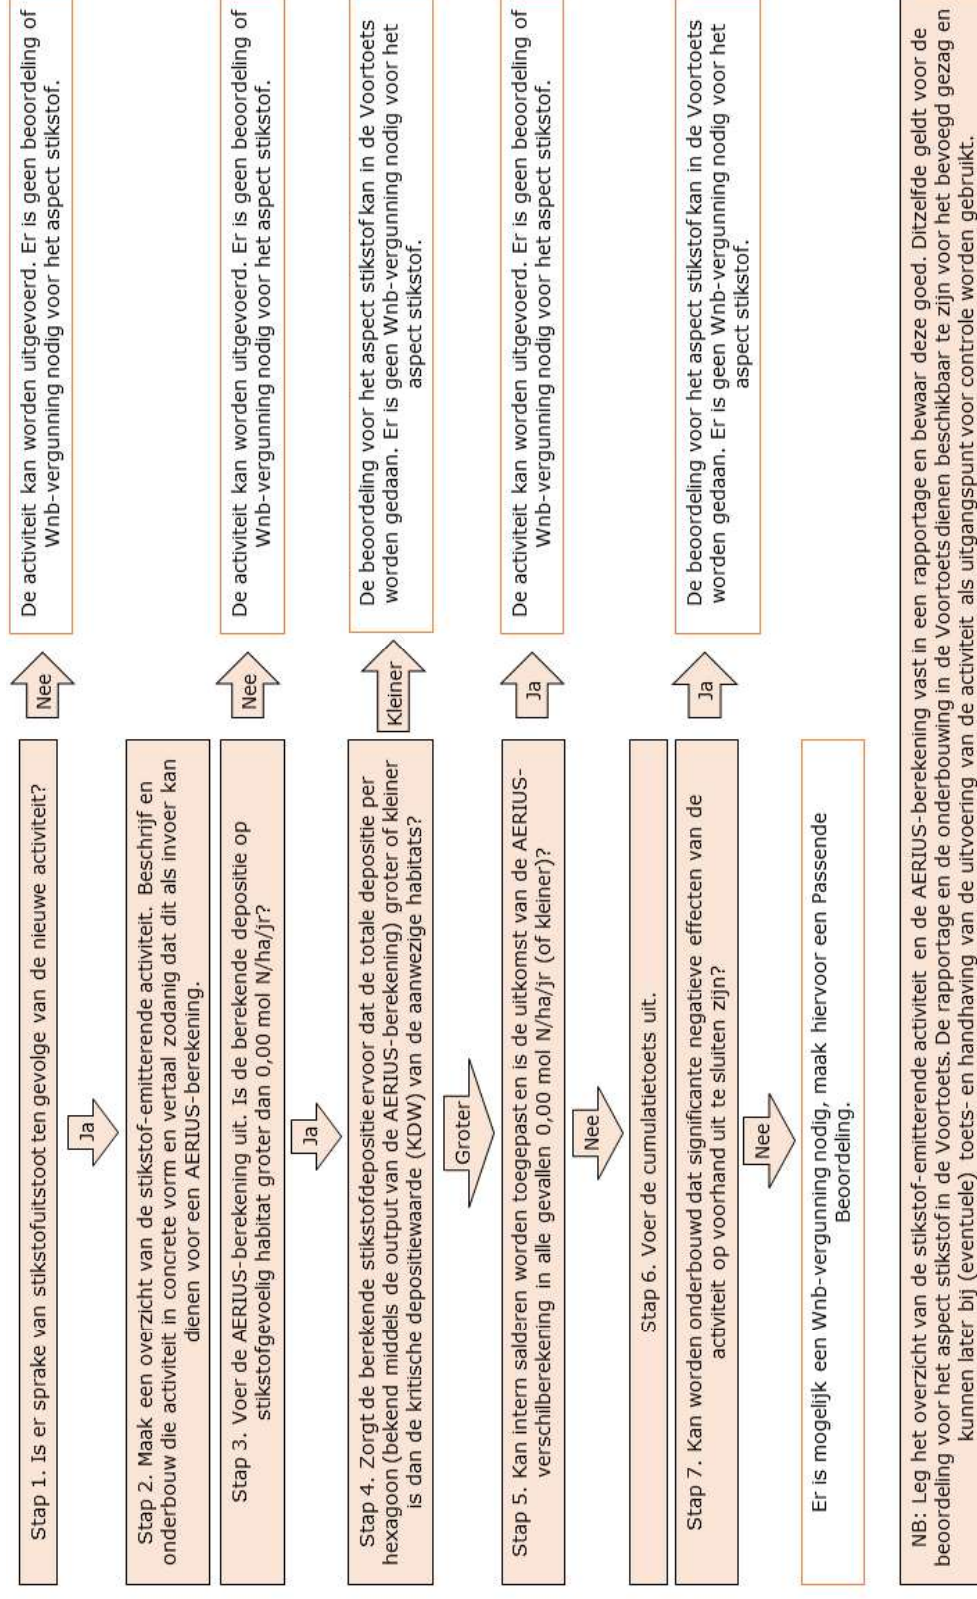 Stap 1. Is er sprake van stikstofuitstoot ten gevolge van de nieuwe activiteit?
Nee
De activiteit kan worden uitgevoerd. Er is geen beoordeling of
Wnb-vergunning nodig voor het aspect stikstof.
Ja
Stap 2. Maak een overzicht van de stikstof-emitterende activiteit. Beschrijf en
onderbouw die activiteit in concrete vorm en vertaal zodanig dat dit als invoer kan
dienen voor een AERIUS-berekening.
Stap 3. Voer de AERIUS-berekening uit. Is de berekende depositie op
stikstofgevoelig habitat groter dan 0,00 mol N/ha/jr?
Nee
De activiteit kan worden uitgevoerd. Er is geen beoordeling of
Wnb-vergunning nodig voor het aspect stikstof.
Ja
Stap 4. Zorgt de berekende stikstofdepositie ervoor dat de totale depositie per
hexagoon (bekend middels de output van de AERIUS-berekening) groter of kleiner
is dan de kritische depositiewaarde (KDW) van de aanwezige habitats?
Kleiner
De beoordeling voor het aspect stikstof kan in de Voortoets
worden gedaan. Er is geen Wnb-vergunning nodig voor het
aspect stikstof.
Groter
Stap 5. Kan intern salderen worden toegepast en is de uitkomst van de AERIUS-
verschilberekening in alle gevallen 0,00 mol N/ha/jr (of kleiner)?
Ja
De activiteit kan worden uitgevoerd. Er is geen beoordeling of
Wnb-vergunning nodig voor het aspect stikstof.
Nee
Stap 6. Voer de cumulatietoets uit.
Stap 7. Kan worden onderbouwd dat significante negatieve effecten van de
activiteit op voorhand uit te sluiten zijn?
Ja
De beoordeling voor het aspect stikstof kan in de Voortoets
worden gedaan. Er is geen Wnb-vergunning nodig voor het
aspect stikstof.
Nee
Er is mogelijk een Wnb-vergunning nodig, maak hiervoor een Passende
Beoordeling.
NB: Leg het overzicht van de stikstof-emitterende activiteit en de AERIUS-berekening vast in een rapportage en bewaar deze goed. Ditzelfde geldt voor de
beoordeling voor het aspect stikstof in de Voortoets. De rapportage en de onderbouwing in de Voortoets dienen beschikbaar te zijn voor het bevoegd gezag en
kunnen later bij (eventuele) toets- en handhaving van de uitvoering van de activiteit als uitgangspunt voor controle worden gebruikt.